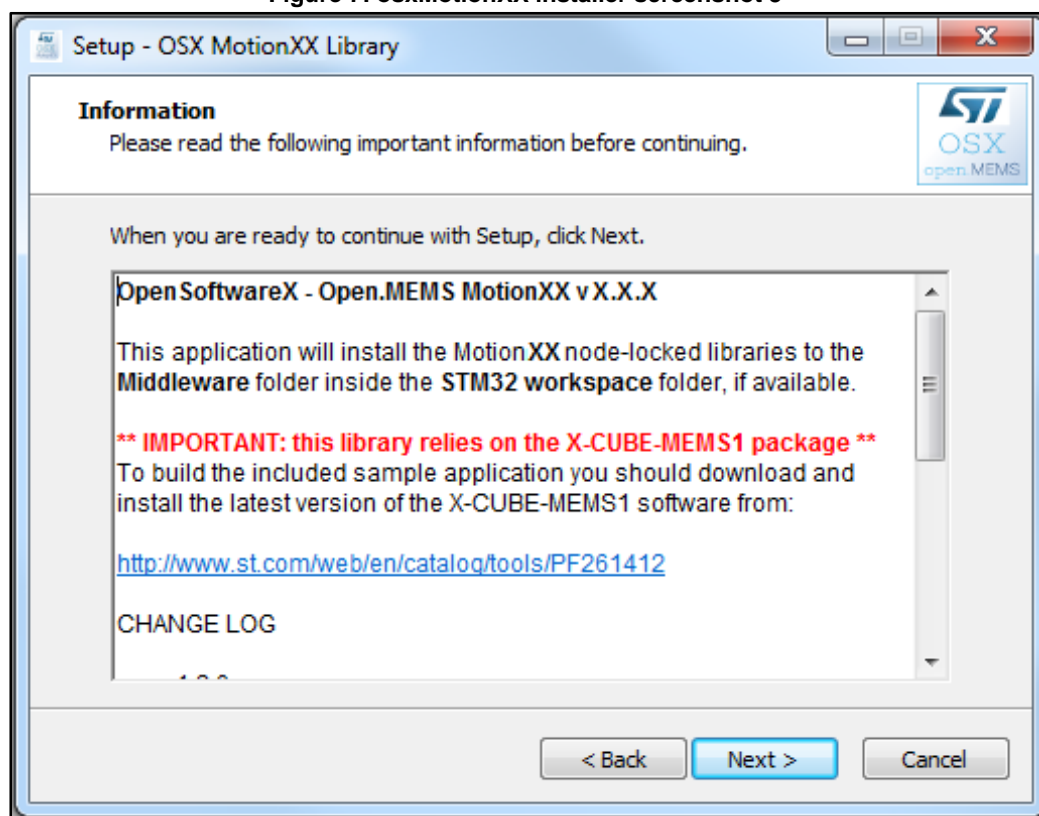 Setup - OSX MotionXX Library
Information
Please read the following important information before continuing.
ST
OSX
open.MEMS
When you are ready to continue with Setup, click Next.
OpenSoftwareX - Open.MEMS MotionXX v X.X.X
This application will install the MotionXX node-locked libraries to the
Middleware folder inside the STM32 workspace folder, if available.
** IMPORTANT: this library relies on the X-CUBE-MEMS1 package **
To build the included sample application you should download and
install the latest version of the X-CUBE-MEMS1 software from:
http://www.st.com/web/en/catalog/tools/PF261412
CHANGE LOG
< Back
Next >
Cancel